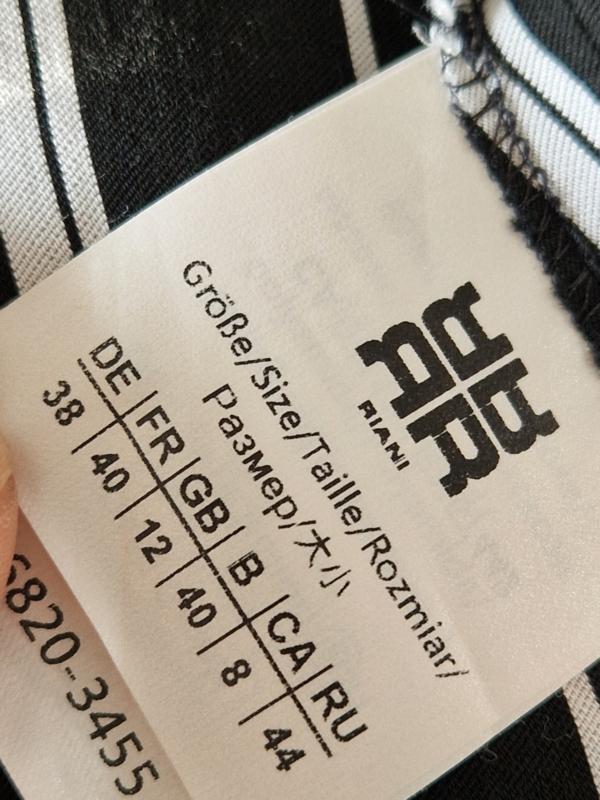 RIANI
Größe/Size/Taille/Rozmiar/
Размер/大小
DE|FR|GB|B|CA|RU
38|40|12|40|8|44
6820-3455